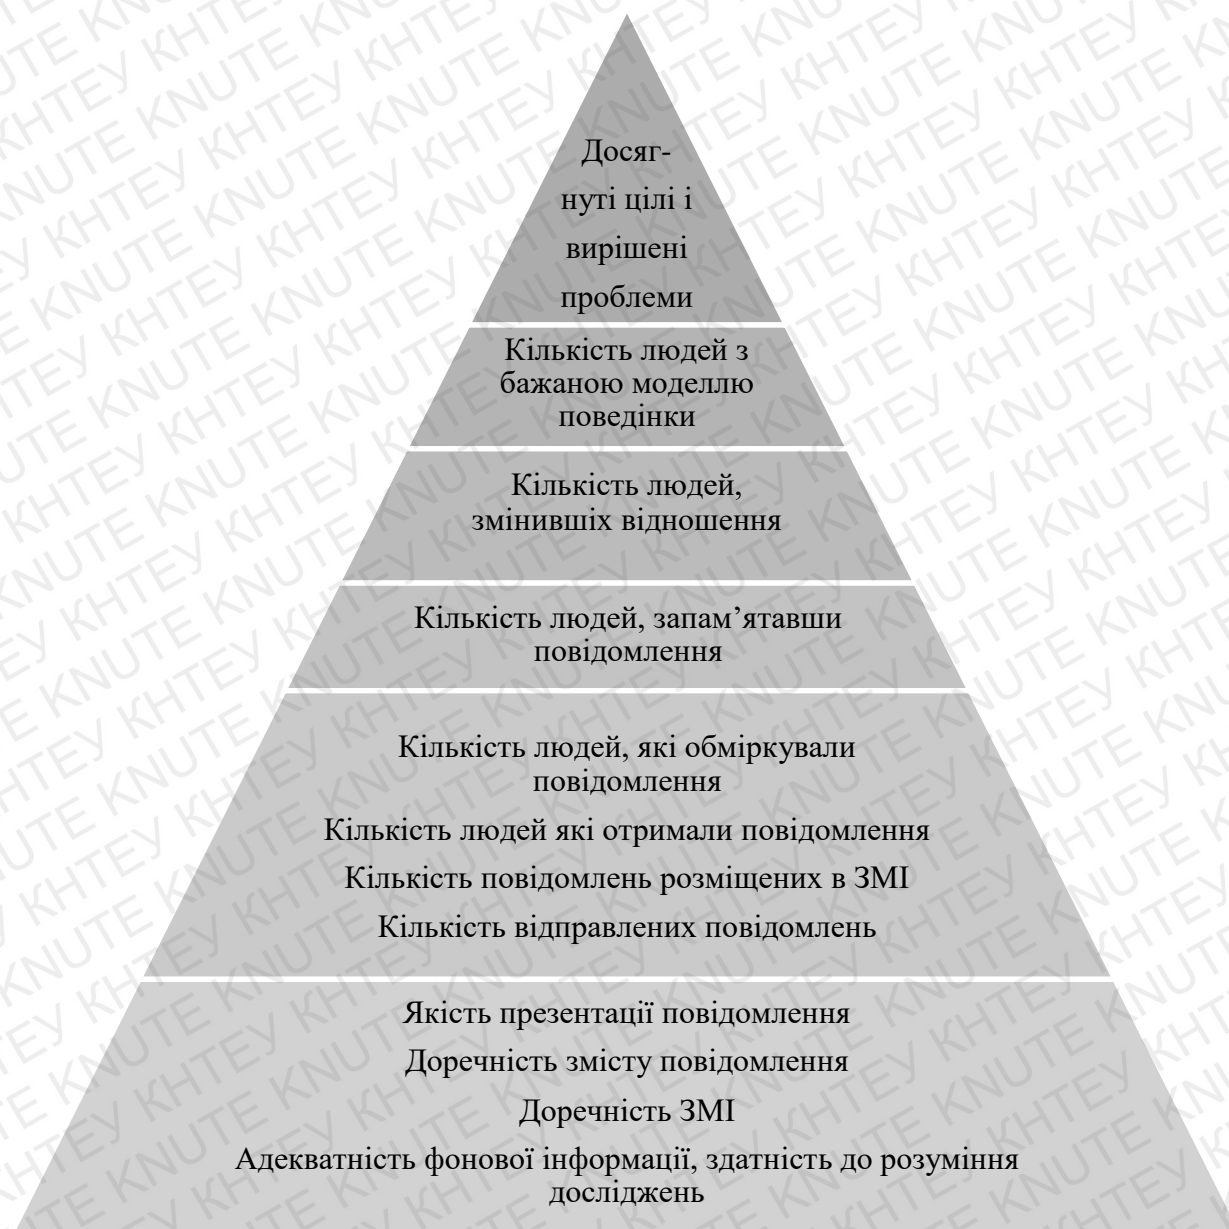 Досяг-
нуті цілі і
вирішені
проблеми
Кількість людей з
бажаною моделлю
поведінки
Кількість людей,
змінившіх відношення
Кількість людей, запам’ятавши
повідомлення
Кількість людей, які обміркували
повідомлення
Кількість людей які отримали повідомлення
Кількість повідомлень розміщених в ЗМІ
Кількість відправлених повідомлень
Якість презентації повідомлення
Доречність змісту повідомлення
Доречність ЗМІ
Адекватність фонової інформації, здатність до розуміння
досліджень